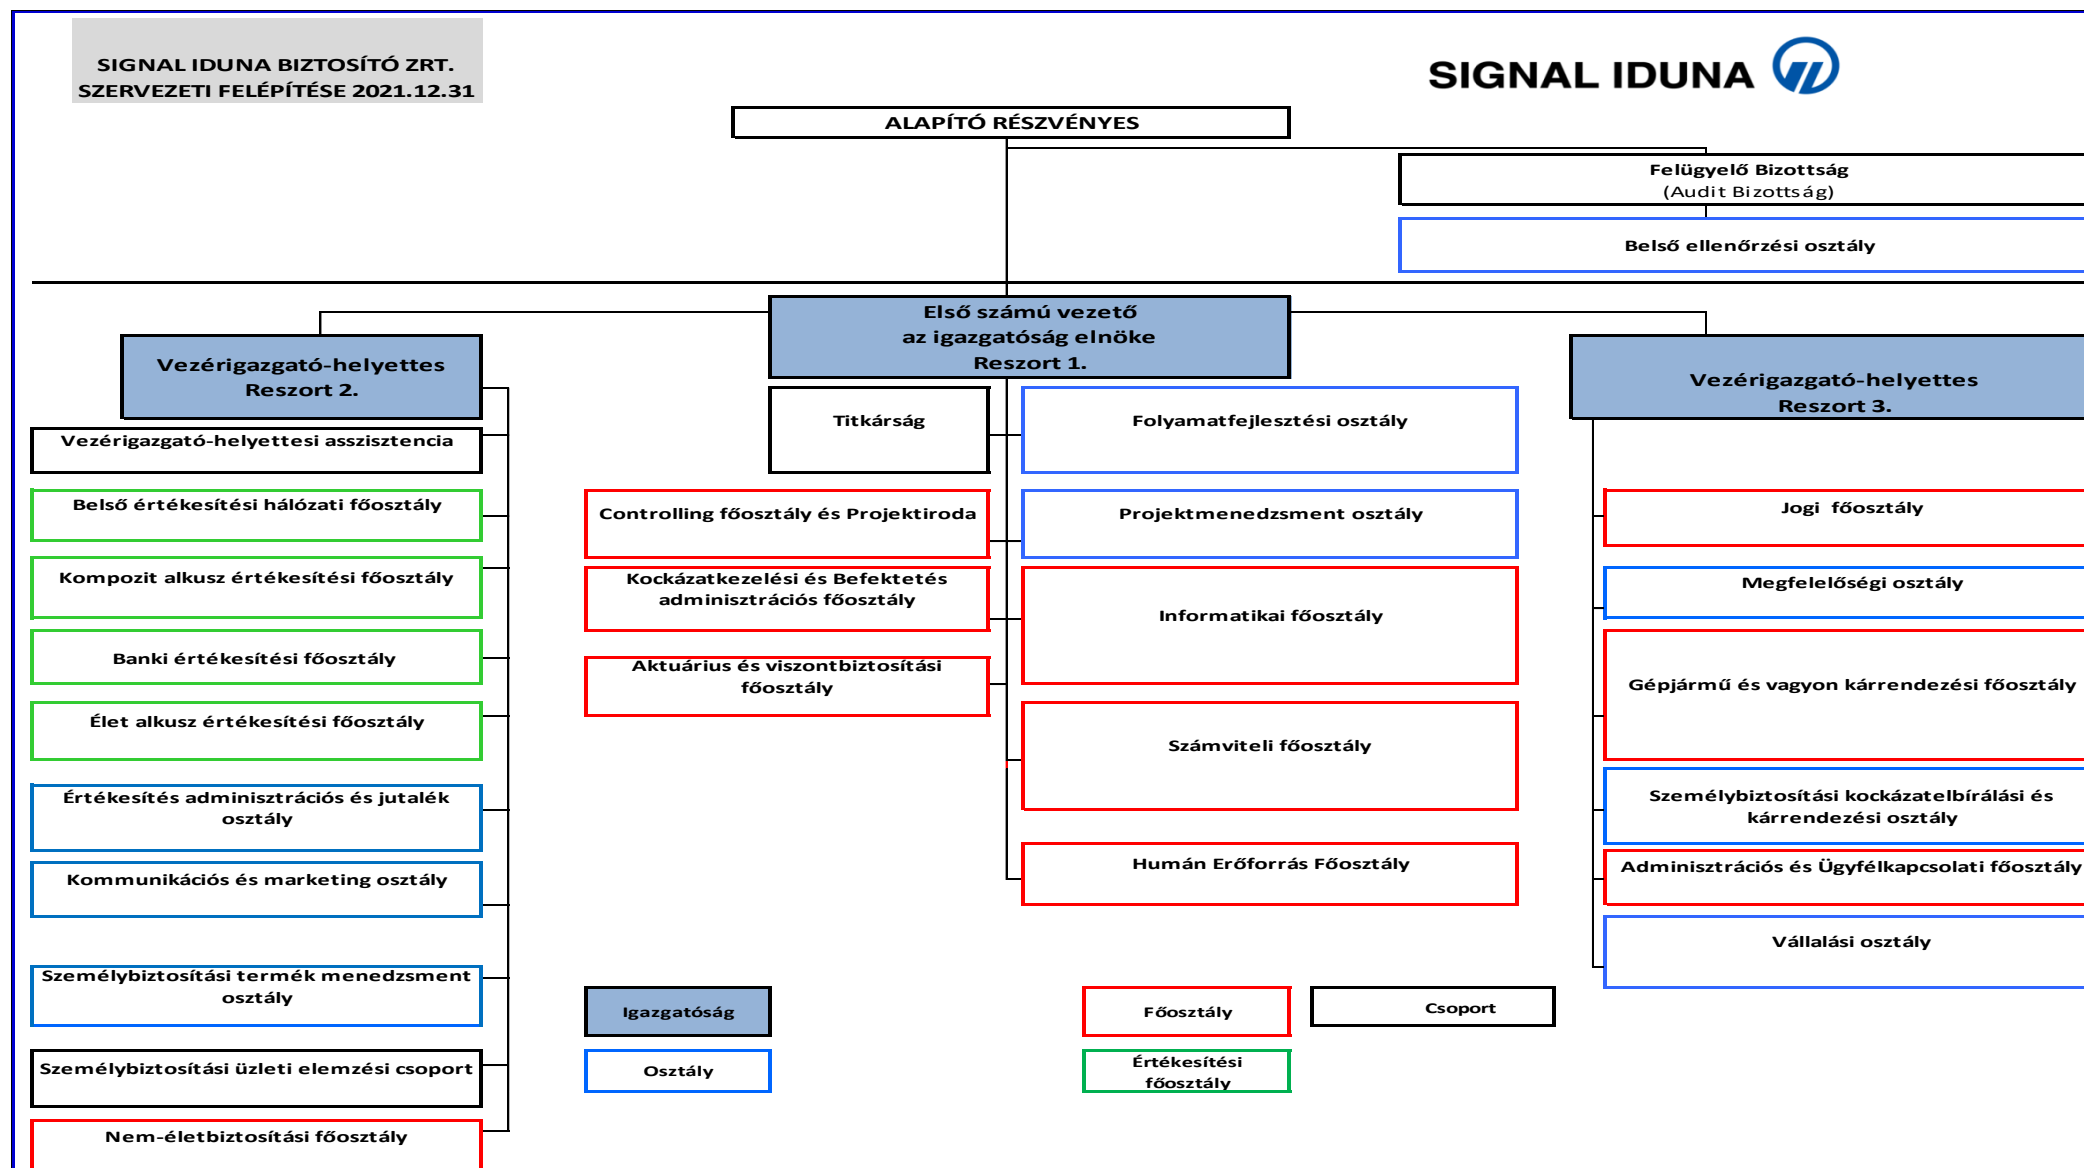 SIGNAL IDUNA BIZTOSÍTÓ ZRT.
SZERVEZETI FELÉPÍTÉSE 2021.12.31
SIGNAL IDUNA
ALAPÍTÓ RÉSZVÉNYES
Felügyelő Bizottság
(Audit Bizottság)
Belső ellenőrzési osztály
Első számú vezető
az igazgatóság elnöke
Reszort 1.
Vezérigazgató-helyettes
Reszort 2.
Vezérigazgató-helyettesi asszisztencia
Belső értékesítési hálózati főosztály
Kompozit alkusz értékesítési főosztály
Banki értékesítési főosztály
Élet alkusz értékesítési főosztály
Értékesítés adminisztrációs és jutalék
osztály
Kommunikációs és marketing osztály
Személybiztosítási termék menedzsment
osztály
Személybiztosítási üzleti elemzési csoport
Nem-életbiztosítási főosztály
Titkárság
Controlling főosztály és Projektiroda
Kockázatkezelési és Befektetés
adminisztrációs főosztály
Aktuárius és viszontbiztosítási
főosztály
Folyamatfejlesztési osztály
Projektmenedzsment osztály
Informatikai főosztály
Számviteli főosztály
Humán Erőforrás Főosztály
Vezérigazgató-helyettes
Reszort 3.
Jogi főosztály
Megfelelőségi osztály
Gépjármű és vagyon kárrendezési főosztály
Személybiztosítási kockázatelbírálási és
kárrendezési osztály
Adminisztrációs és Ügyfélkapcsolati főosztály
Vállalási osztály
Igazgatóság
Főosztály
Csoport
Osztály
Értékesítési
főosztály